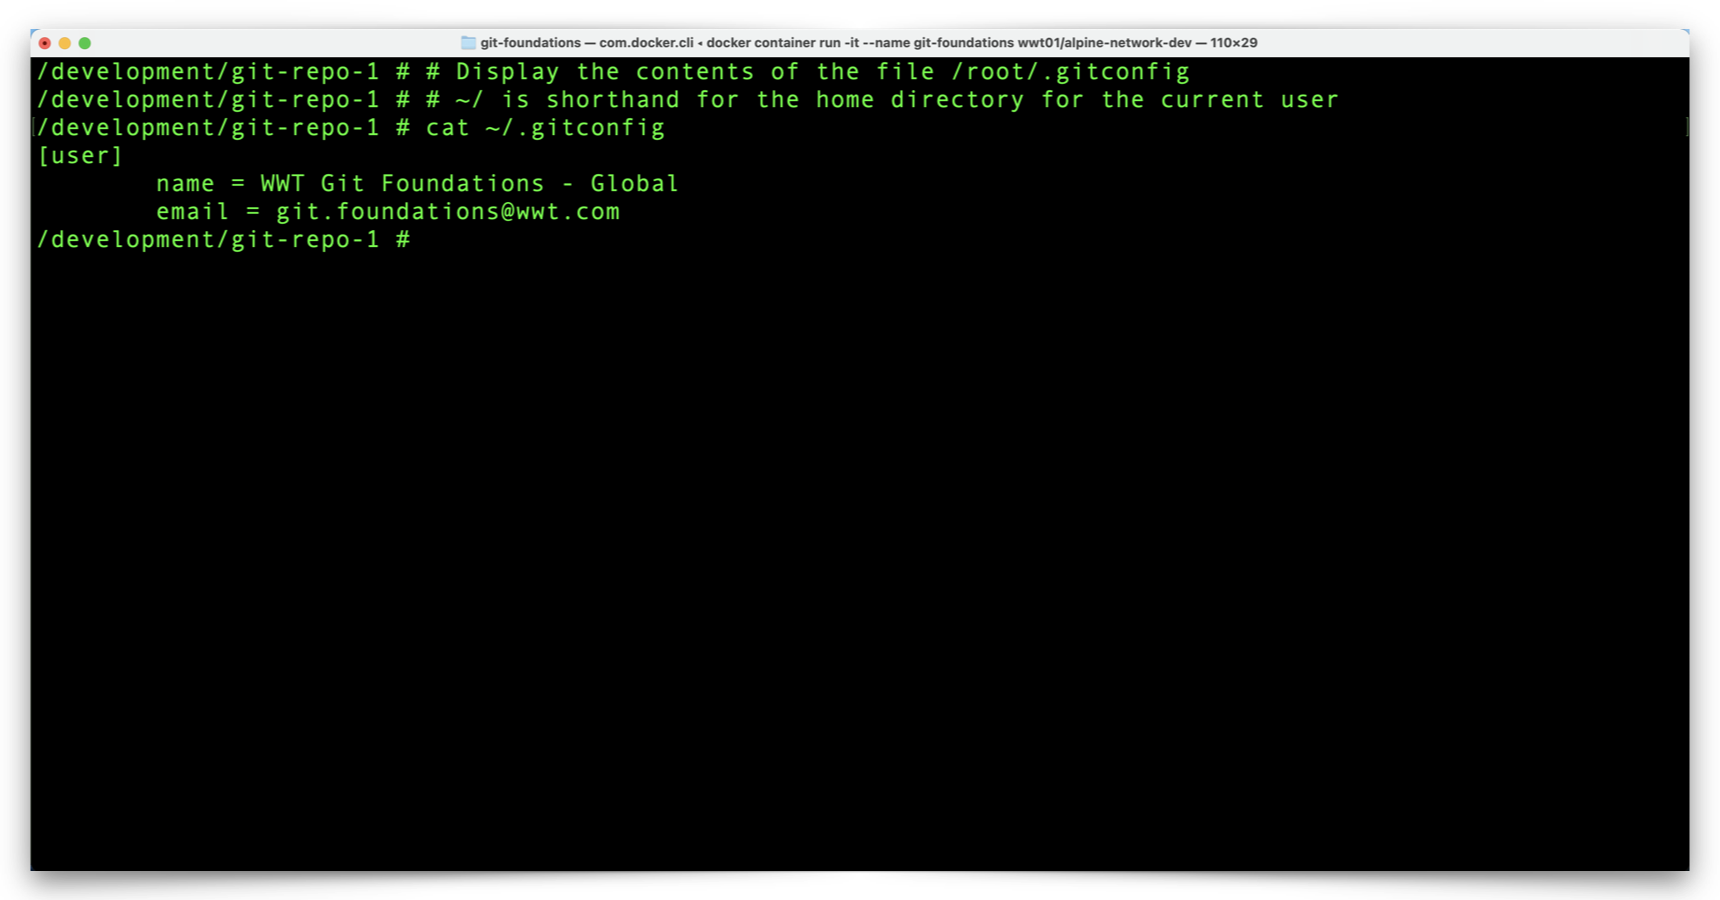 git-foundations — com.docker.cli ◂ docker container run -it --name git-foundations wwt01/alpine-network-dev — 110×29
/development/git-repo-1 # # Display the contents of the file /root/.gitconfig
/development/git-repo-1 # # ~/ is shorthand for the home directory for the current user
/development/git-repo-1 # cat ~/.gitconfig
[user]
        name = WWT Git Foundations - Global
        email = git.foundations@wwt.com
/development/git-repo-1 #